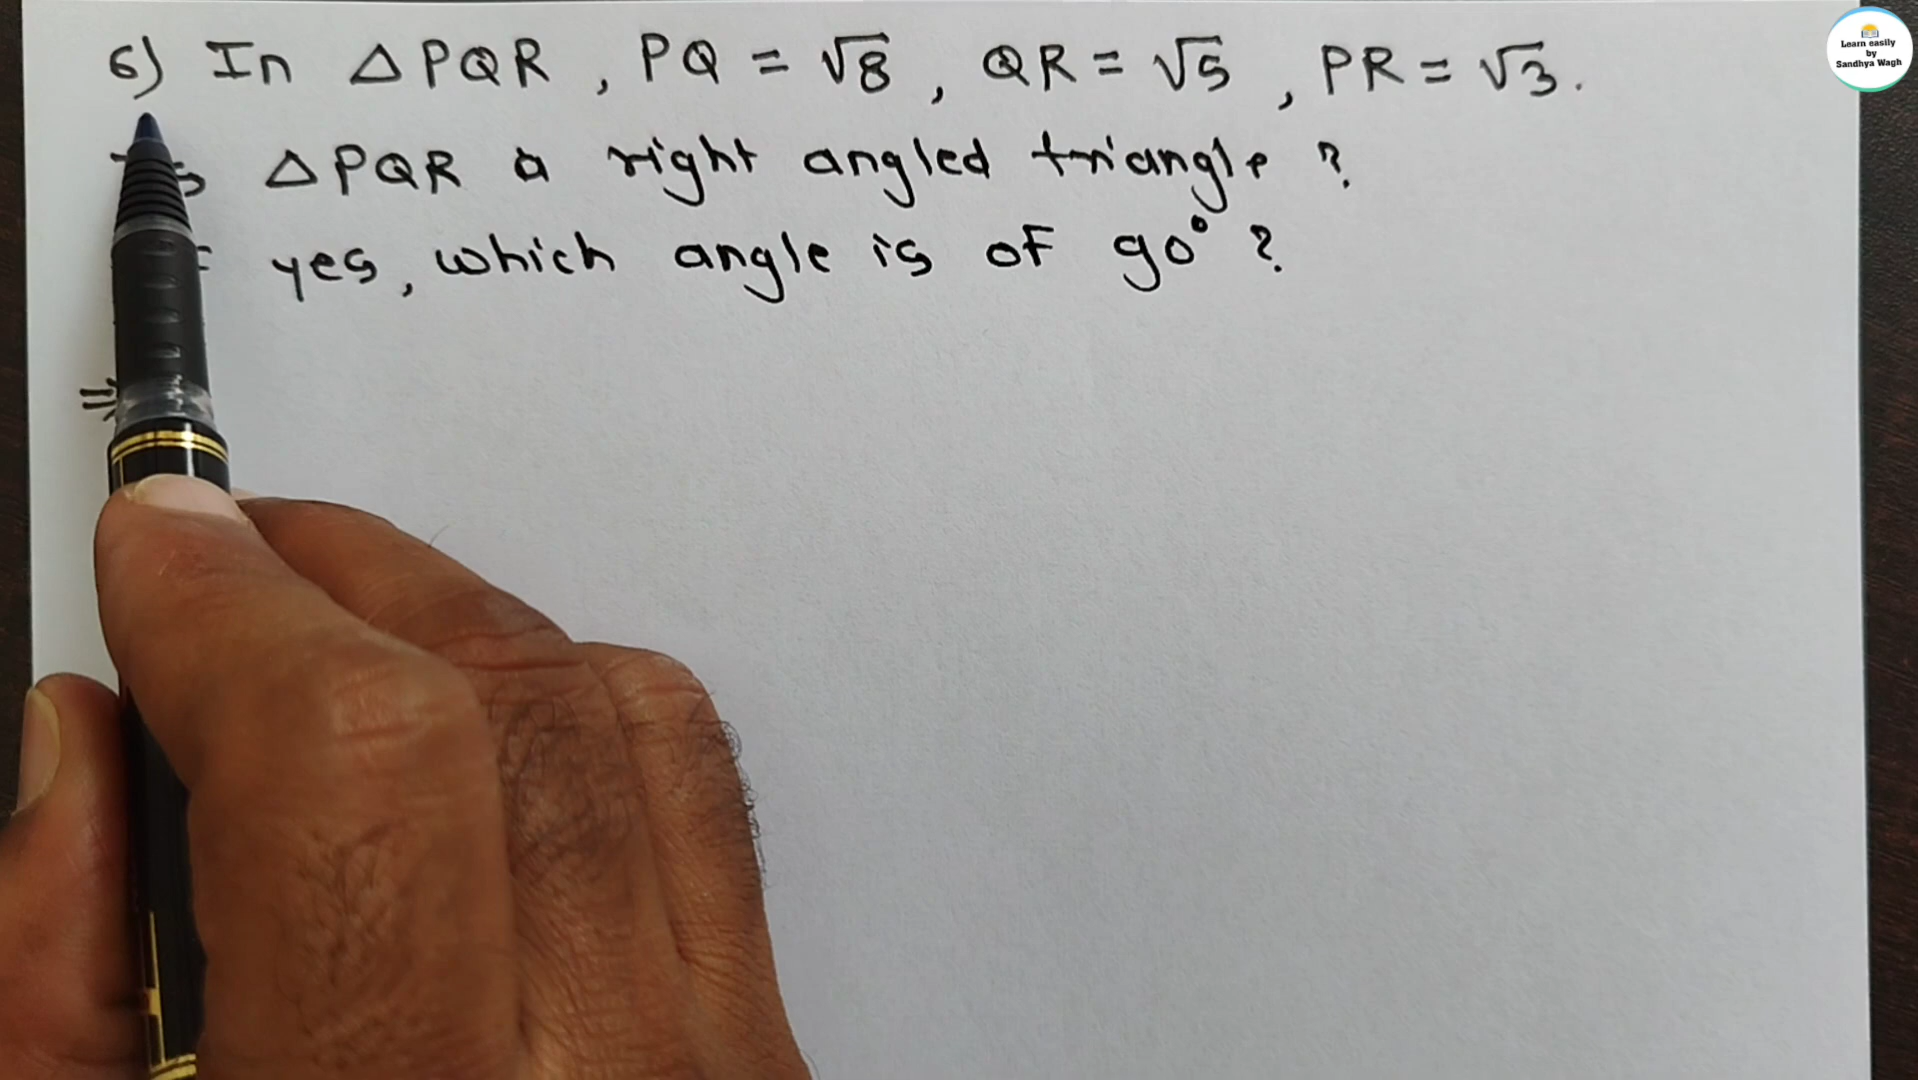 6) In △PQR, PQ = √8, QR = √5, PR = √3.
△PQR a right angled triangle ?
yes, which angle is of 90° ?
Learn easily
by
Sandhya Wagh